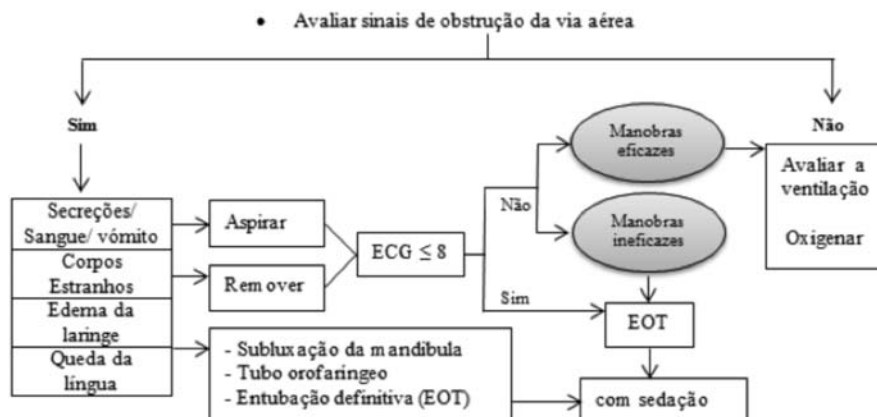 • Avaliar sinais de obstrução da via aérea
Sim
Manobras
eficazes
Não
Secreções/
Sangue/ vómito
Corpos
Estranhos
Edema da
laringe
Queda da
língua
Aspirar
Remover
ECG ≤ 8
Não
Sim
Manobras
ineficazes
Avaliar a
ventilação
Oxigenar
EOT
- Subluxação da mandíbula
- Tubo orofaríngeo
- Entubação definitiva (EOT)
com sedação